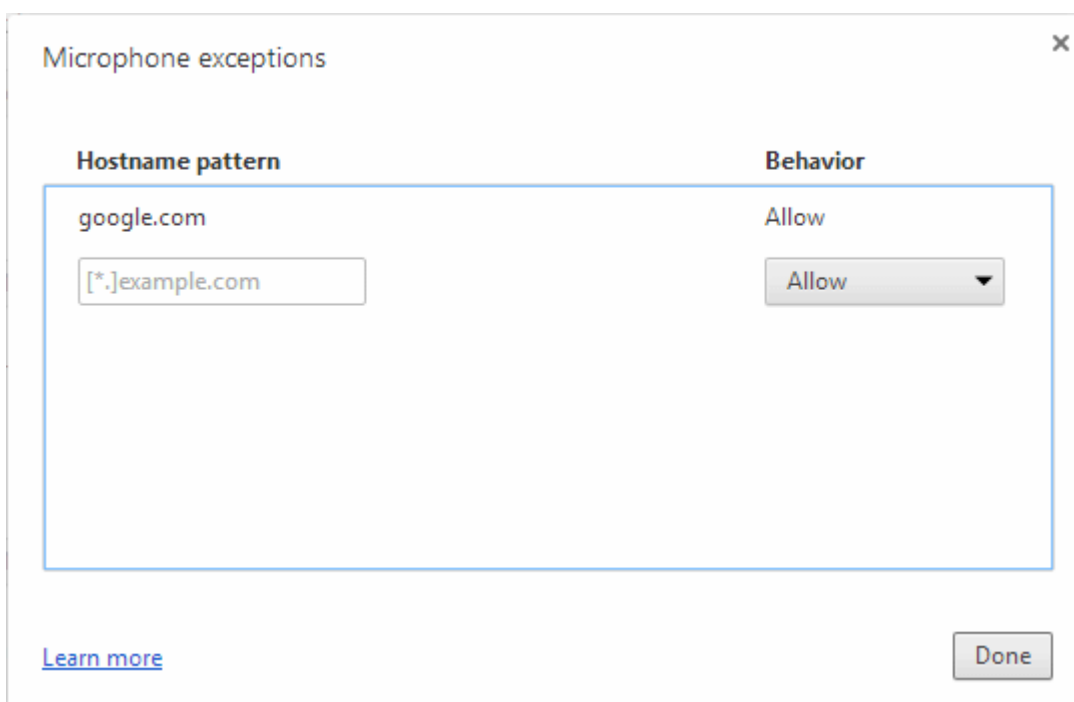 Microphone exceptions
Hostname pattern Behavior
google.com Allow
[*.]example.com Allow
Learn more Done